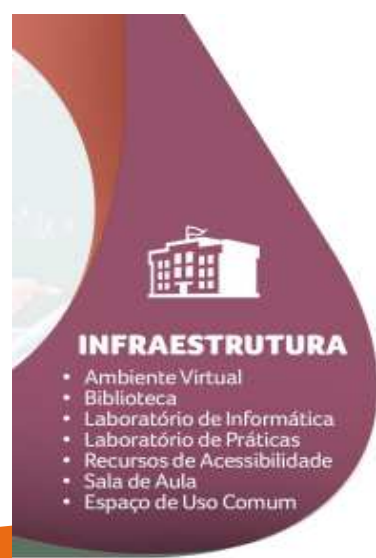 INFRAESTRUTURA
• Ambiente Virtual
• Biblioteca
• Laboratório de Informática
• Laboratório de Práticas
• Recursos de Acessibilidade
• Sala de Aula
• Espaço de Uso Comum